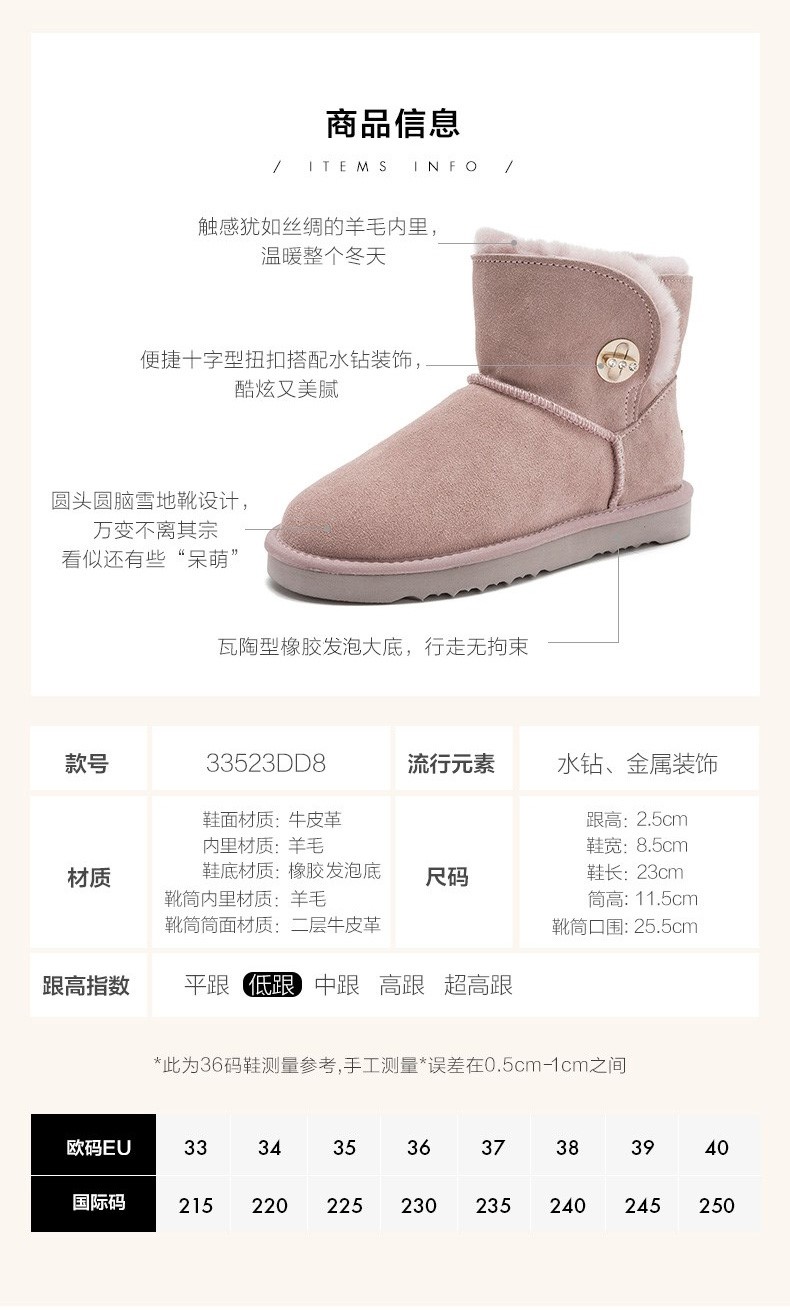 商品信息
/ ITEMS INFO /
触感犹如丝绸的羊毛内里，
温暖整个冬天
便捷十字型扭扣搭配水钻装饰，
酷炫又美腻
圆头圆脑雪地靴设计，
万变不离其宗
看似还有些“呆萌”
瓦陶型橡胶发泡大底，行走无拘束
款号 33523DD8 流行元素 水钻、金属装饰
材质
鞋面材质：牛皮革
内里材质：羊毛
鞋底材质：橡胶发泡底
靴筒内里材质：羊毛
靴筒筒面材质：二层牛皮革
尺码
跟高: 2.5cm
鞋宽: 8.5cm
鞋长: 23cm
筒高: 11.5cm
靴筒口围: 25.5cm
跟高指数 平跟 低跟 中跟 高跟 超高跟
*此为36码鞋测量参考,手工测量*误差在0.5cm-1cm之间
欧码EU 33 34 35 36 37 38 39 40
国际码 215 220 225 230 235 240 245 250